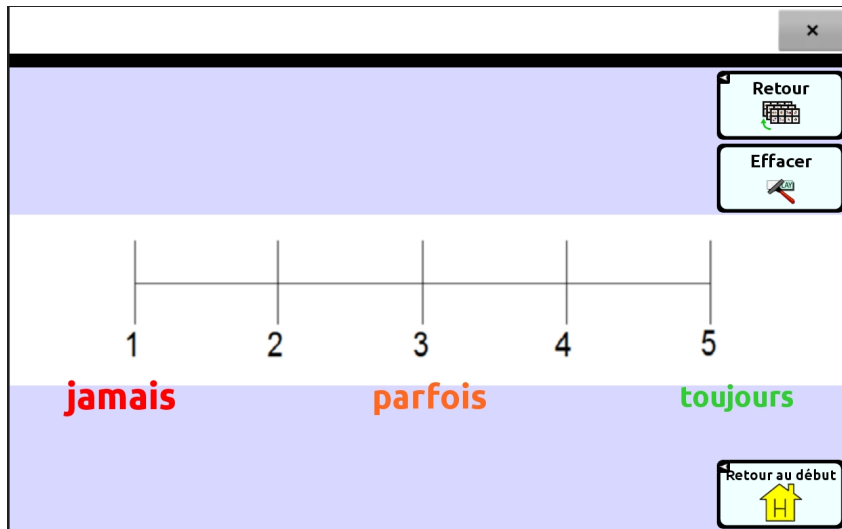 ×
Retour
Effacer
1 2 3 4 5
jamais parfois toujours
Retour au début
H